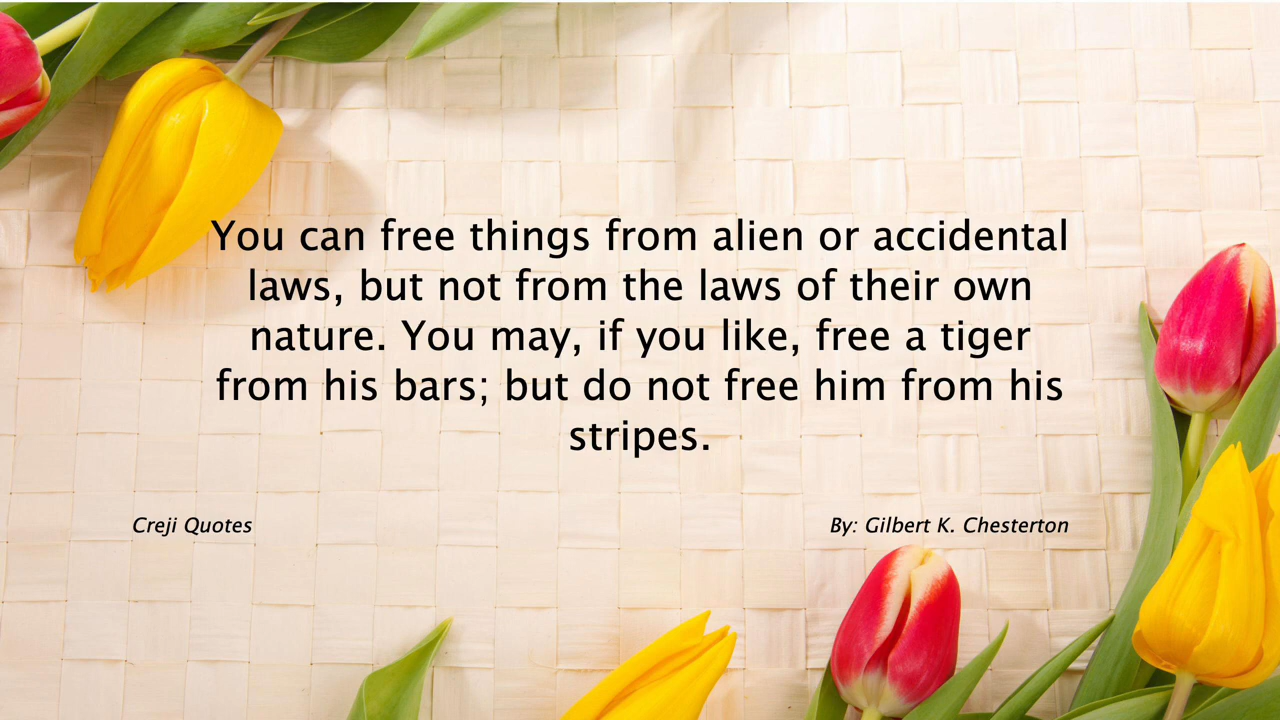 You can free things from alien or accidental
laws, but not from the laws of their own
nature. You may, if you like, free a tiger
from his bars; but do not free him from his
stripes.
Creji Quotes
By: Gilbert K. Chesterton